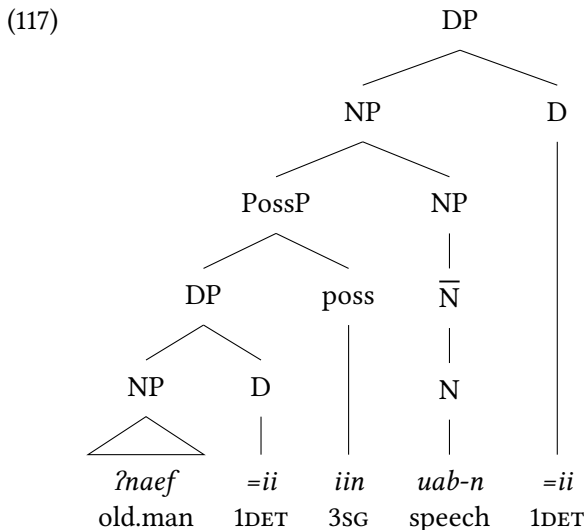 (117) DP
NP D
PossP NP
DP poss N̅
NP D N
ʔnaef =ii iin uab-n =ii
old.man 1DET 3SG speech 1DET